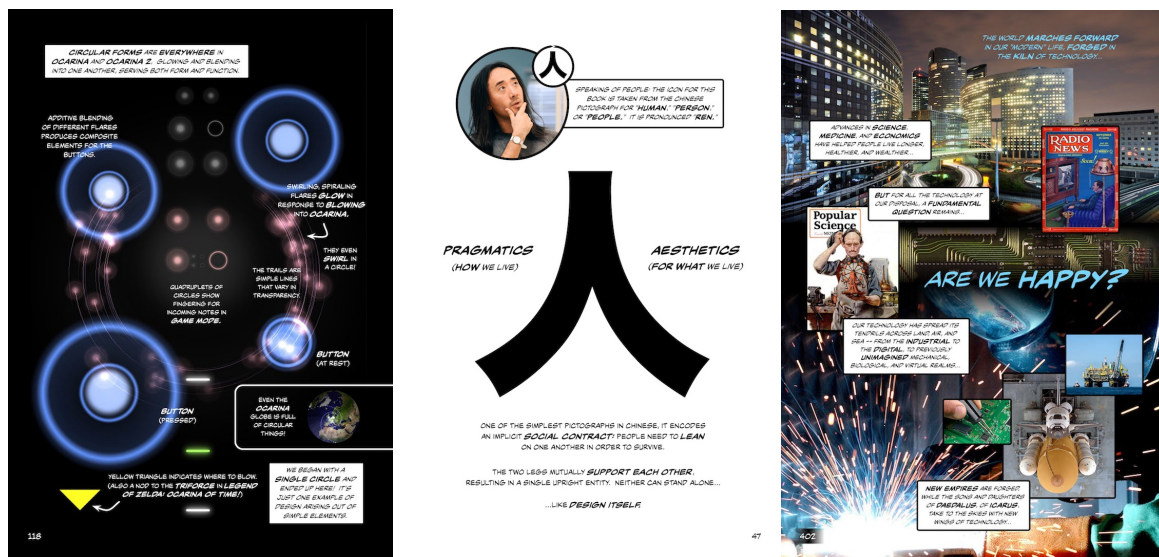 CIRCULAR FORMS ARE EVERYWHERE IN
OCARINA AND OCARINA 2. GLOWING AND BLENDING
INTO ONE ANOTHER, SERVING BOTH FORM AND FUNCTION.
ADDITIVE BLENDING
OF DIFFERENT FLARES
PRODUCES COMPOSITE
ELEMENTS FOR THE
BUTTONS.
SWIRLING, SPIRALING
FLARES GLOW IN
RESPONSE TO BLOWING
INTO OCARINA.
THEY EVEN
SWIRL IN
A CIRCLE!
THE TRAILS ARE
SIMPLE LINES
THAT VARY IN
TRANSPARENCY.
QUADRUPLETS OF
CIRCLES SHOW
FINGERING FOR
INCOMING NOTES IN
GAME MODE.
BUTTON
(AT REST)
BUTTON
(PRESSED)
EVEN THE
OCARINA
GLOBE IS FULL
OF CIRCULAR
THINGS!
YELLOW TRIANGLE INDICATES WHERE TO BLOW.
(ALSO A NOD TO THE TRIFORCE IN LEGEND
OF ZELDA: OCARINA OF TIME!)
WE BEGAN WITH A
SINGLE CIRCLE AND
ENDED UP HERE! IT'S
JUST ONE EXAMPLE OF
DESIGN ARISING OUT OF
SIMPLE ELEMENTS.
118
人
SPEAKING OF PEOPLE: THE ICON FOR THIS
BOOK IS TAKEN FROM THE CHINESE
PICTOGRAPH FOR "HUMAN," "PERSON,"
OR "PEOPLE." IT IS PRONOUNCED "REN."
人
PRAGMATICS
(HOW WE LIVE)
AESTHETICS
(FOR WHAT WE LIVE)
ONE OF THE SIMPLEST PICTOGRAPHS IN CHINESE, IT ENCODES
AN IMPLICIT SOCIAL CONTRACT: PEOPLE NEED TO LEAN
ON ONE ANOTHER IN ORDER TO SURVIVE.
THE TWO LEGS MUTUALLY SUPPORT EACH OTHER,
RESULTING IN A SINGLE UPRIGHT ENTITY. NEITHER CAN STAND ALONE...
...LIKE DESIGN ITSELF.
47
THE WORLD MARCHES FORWARD
IN OUR "MODERN" LIFE, FORGED IN
THE KILN OF TECHNOLOGY...
ADVANCES IN SCIENCE,
MEDICINE, AND ECONOMICS
HAVE HELPED PEOPLE LIVE LONGER,
HEALTHIER, AND WEALTHIER...
RADIO
NEWS
BUT FOR ALL THE TECHNOLOGY AT
OUR DISPOSAL, A FUNDAMENTAL
QUESTION REMAINS...
Popular
Science
ARE WE HAPPY?
OUR TECHNOLOGY HAS SPREAD ITS
TENDRILS ACROSS LAND, AIR, AND
SEA -- FROM THE INDUSTRIAL TO
THE DIGITAL, TO PREVIOUSLY
UNIMAGINED MECHANICAL,
BIOLOGICAL, AND VIRTUAL REALMS...
NEW EMPIRES ARE FORGED,
WHILE THE SONS AND DAUGHTERS
OF DAEDALUS, OF ICARUS,
TAKE TO THE SKIES WITH NEW
WINGS OF TECHNOLOGY...
402